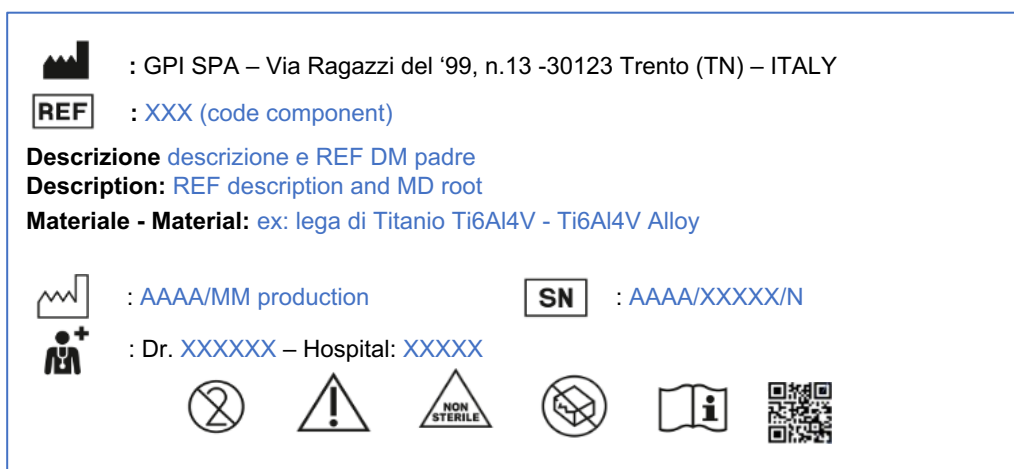 : GPI SPA – Via Ragazzi del ‘99, n.13 -30123 Trento (TN) – ITALY
REF : XXX (code component)
Descrizione descrizione e REF DM padre
Description: REF description and MD root
Materiale - Material: ex: lega di Titanio Ti6Al4V - Ti6Al4V Alloy
: AAAA/MM production SN : AAAA/XXXXX/N
: Dr. XXXXXX – Hospital: XXXXX
2 NON STERILE i